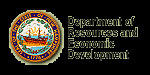 Department of
Resources and
Economic
Development